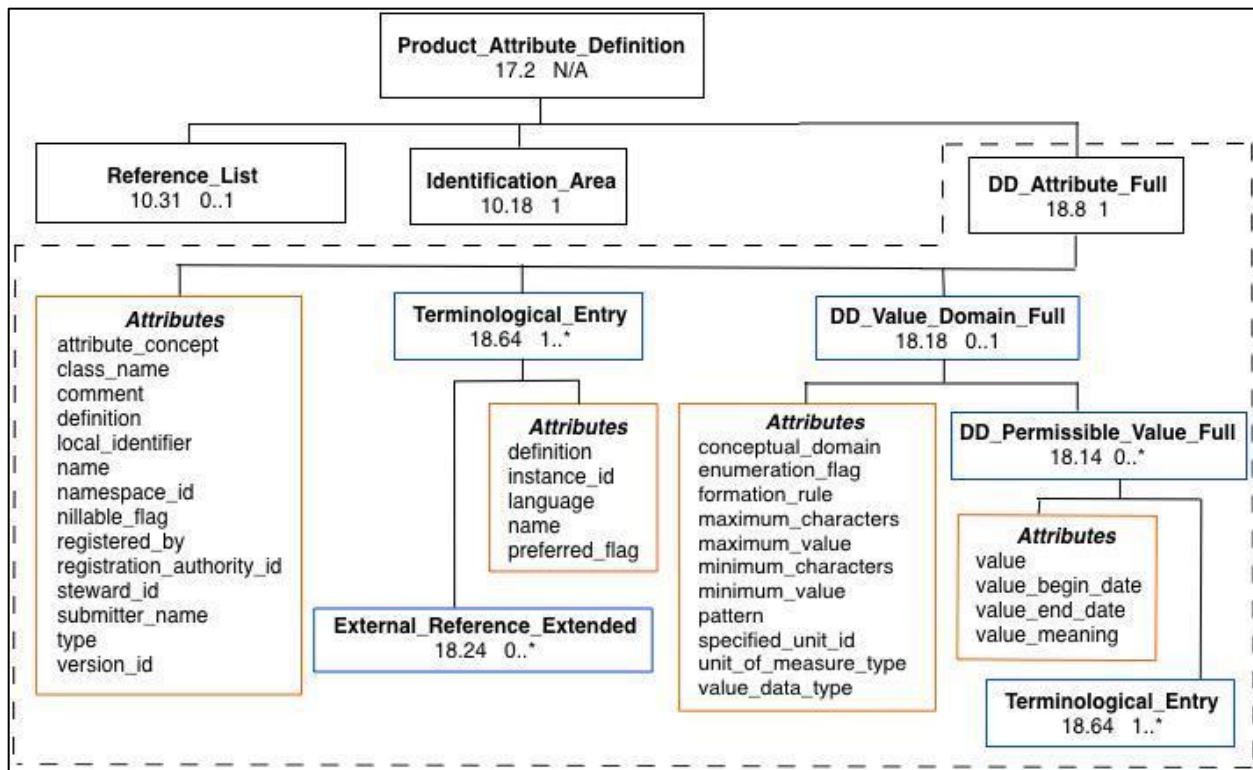 Product_Attribute_Definition
17.2 N/A
Reference_List
10.31 0..1
Identification_Area
10.18 1
DD_Attribute_Full
18.8 1
Attributes
attribute_concept
class_name
comment
definition
local_identifier
name
namespace_id
nillable_flag
registered_by
registration_authority_id
steward_id
submitter_name
type
version_id
Terminological_Entry
18.64 1..*
Attributes
definition
instance_id
language
name
preferred_flag
External_Reference_Extended
18.24 0..*
DD_Value_Domain_Full
18.18 0..1
Attributes
conceptual_domain
enumeration_flag
formation_rule
maximum_characters
maximum_value
minimum_characters
minimum_value
pattern
specified_unit_id
unit_of_measure_type
value_data_type
DD_Permissible_Value_Full
18.14 0..*
Attributes
value
value_begin_date
value_end_date
value_meaning
Terminological_Entry
18.64 1..*